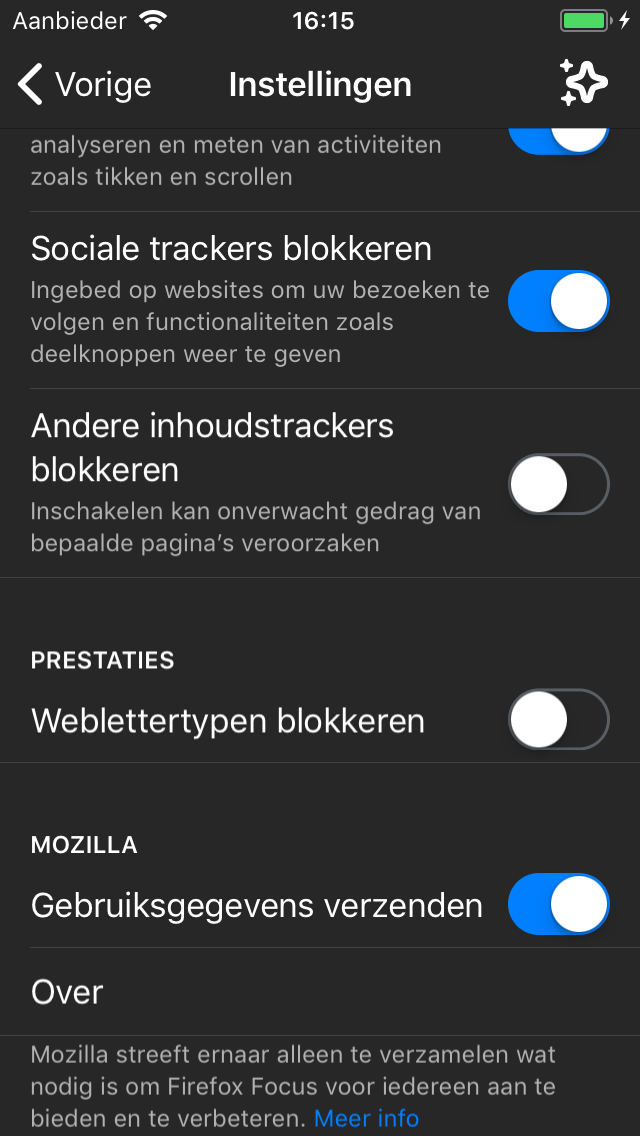 Aanbieder 16:15
Vorige Instellingen
analyseren en meten van activiteiten
zoals tikken en scrollen
Sociale trackers blokkeren
Ingebed op websites om uw bezoeken te
volgen en functionaliteiten zoals
deelknoppen weer te geven
Andere inhoudstrackers
blokkeren
Inschakelen kan onverwacht gedrag van
bepaalde pagina’s veroorzaken
PRESTATIES
Weblettertypen blokkeren
MOZILLA
Gebruiksgegevens verzenden
Over
Mozilla streeft ernaar alleen te verzamelen wat
nodig is om Firefox Focus voor iedereen aan te
bieden en te verbeteren. Meer info